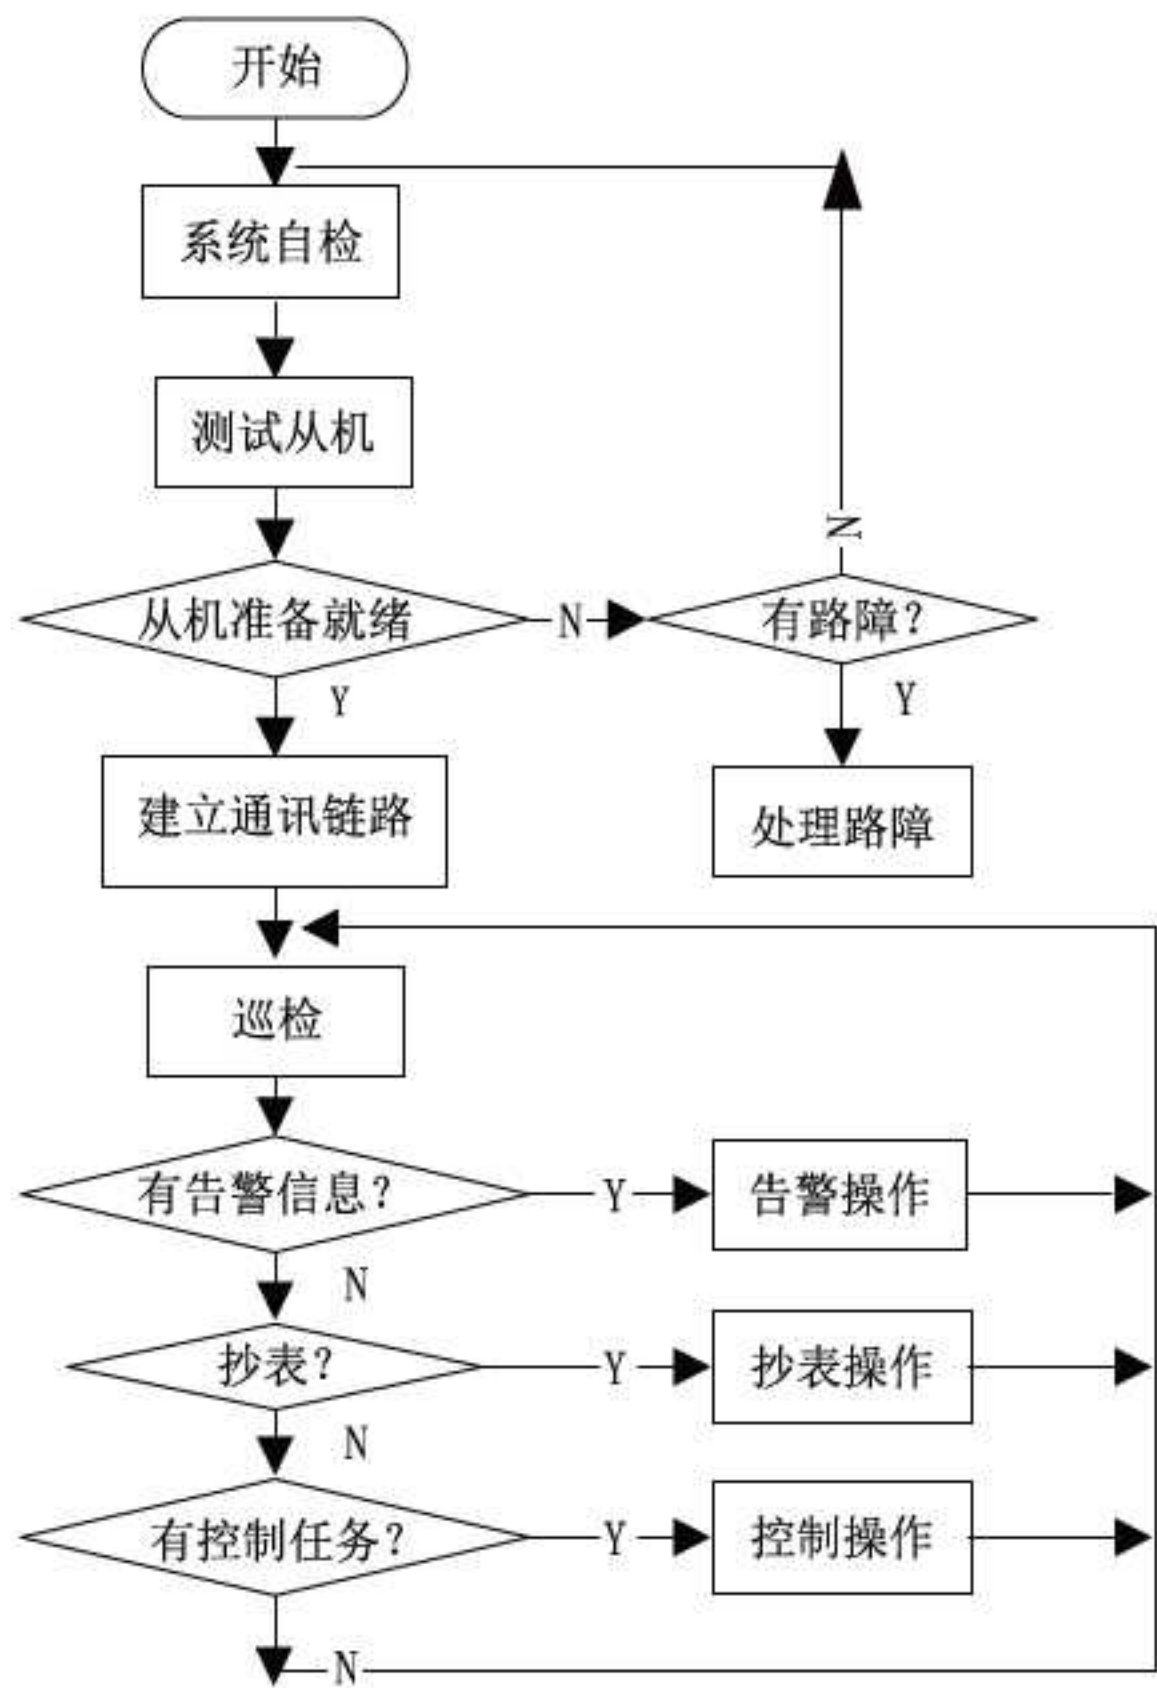 开始
系统自检
测试从机
从机准备就绪
N
有路障？
N
Y
Y
建立通讯链路
处理路障
巡检
有告警信息？
Y
告警操作
N
抄表？
Y
抄表操作
N
有控制任务？
Y
控制操作
N